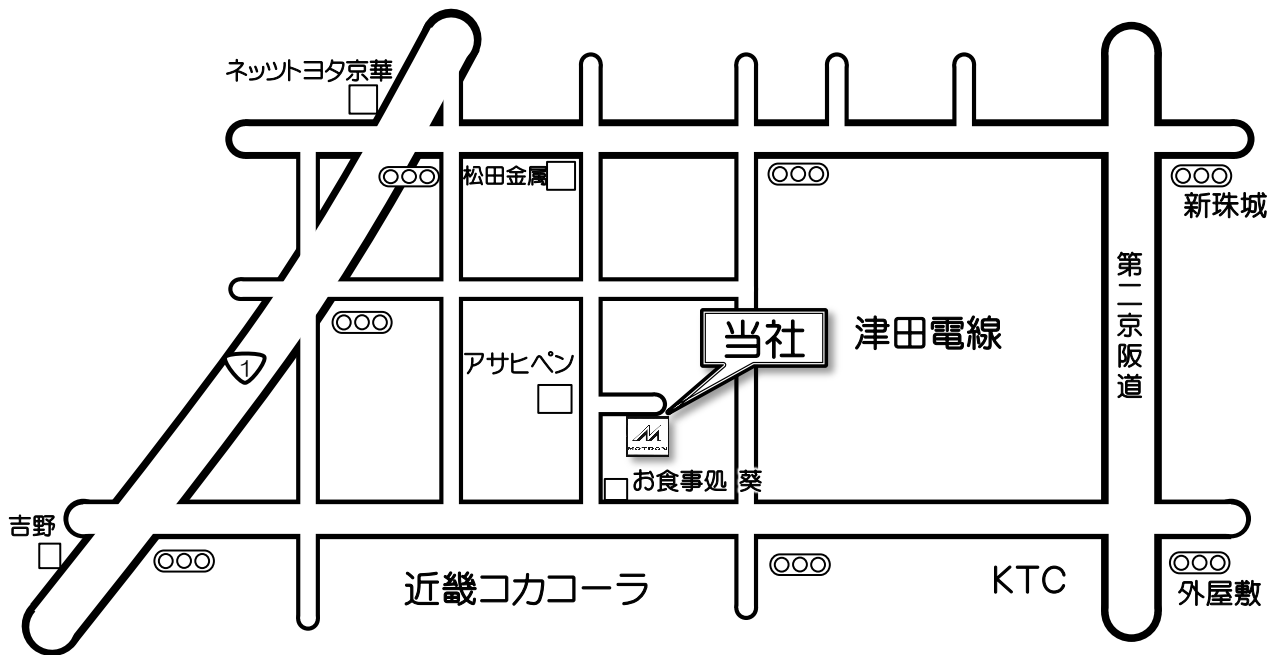 ネッツトヨタ京華
松田金属
新珠城
第二京阪道
当社
津田電線
1
アサヒペン
MOTRON
お食事処 葵
吉野
近畿コカコーラ
KTC
外屋敷